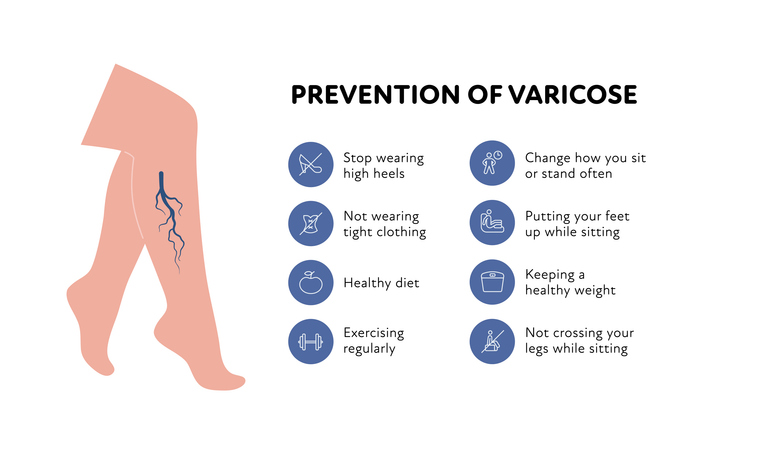 PREVENTION OF VARICOSE
Stop wearing
high heels
Not wearing
tight clothing
Healthy diet
Exercising
regularly
Change how you sit
or stand often
Putting your feet
up while sitting
Keeping a
healthy weight
Not crossing your
legs while sitting